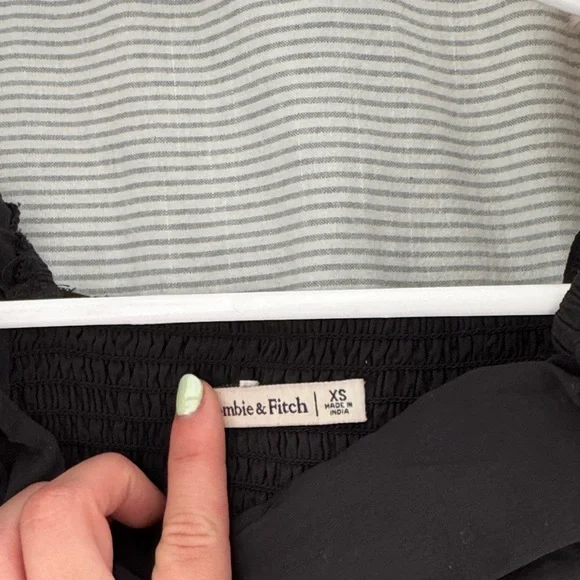 mbie & Fitch
XS
MADE IN
INDIA